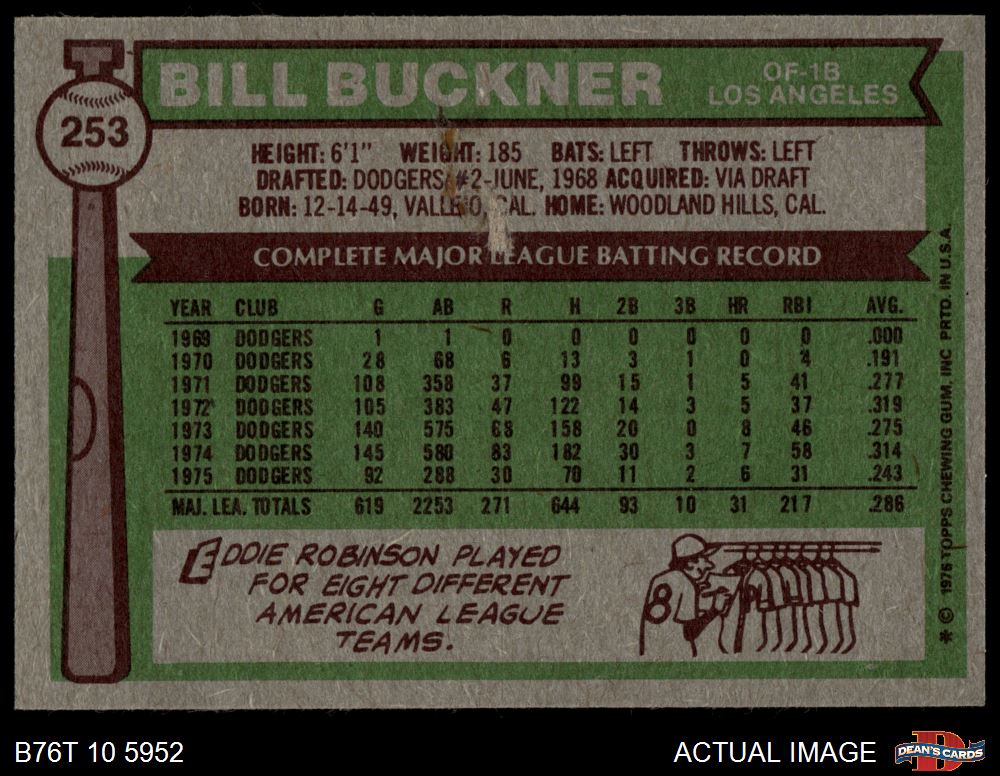 T
253
BILL BUCKNER
OF-1B
LOS ANGELES
HEIGHT: 6'1" WEIGHT: 185 BATS: LEFT THROWS: LEFT
DRAFTED: DODGERS #2-JUNE, 1968 ACQUIRED: VIA DRAFT
BORN: 12-14-49, VALLEJO, CAL. HOME: WOODLAND HILLS, CAL.
COMPLETE MAJOR LEAGUE BATTING RECORD
YEAR CLUB G AB R H 2B 3B HR RBI AVG.
1969 DODGERS 1 1 0 0 0 0 0 0 .000
1970 DODGERS 28 68 6 13 3 1 0 4 .191
1971 DODGERS 108 358 37 99 15 1 5 41 .277
1972 DODGERS 105 383 47 122 14 3 5 37 .319
1973 DODGERS 140 575 68 158 20 0 8 46 .275
1974 DODGERS 145 580 83 182 30 3 7 58 .314
1975 DODGERS 92 288 30 70 11 2 6 31 .243
MAJ. LEA. TOTALS 619 2253 271 644 93 10 31 217 .286
EDDIE ROBINSON PLAYED
FOR EIGHT DIFFERENT
AMERICAN LEAGUE
TEAMS.
8
* © 1976 TOPPS CHEWING GUM, INC PRTD. IN U.S.A.
B76T 10 5952
ACTUAL IMAGE
DEAN'S CARDS